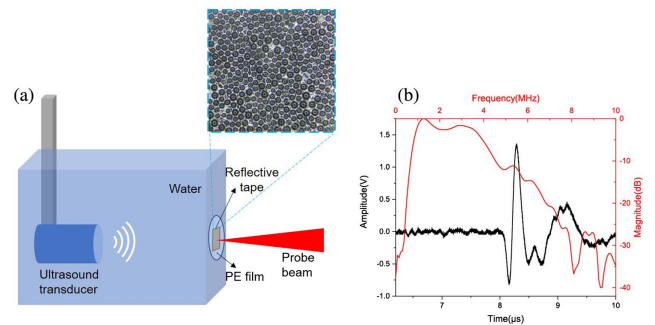 (a)
Water
Reflective
tape
Ultrasound
transducer
PE film
Probe
beam
(b)
Frequency(MHz)
0 2 4 6 8 10
Amplitude(V)
1.5
1.0
0.5
0.0
-0.5
-1.0
0
-10
-20
-30
-40
Magnitude(dB)
7 8 9 10
Time(μs)